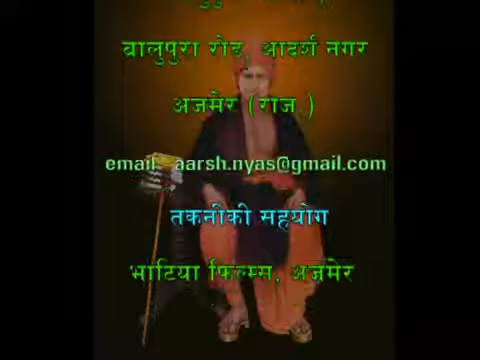 बालुपुरा रोड, आदर्श नगर
अजमेर (राज.)
email  aarsh.nyas@gmail.com
तकनीकी सहयोग
भाटिया फिल्म्स, अजमेर